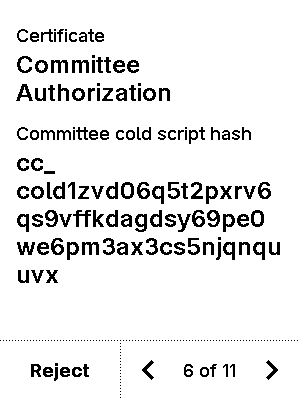 Certificate
Committee
Authorization
Committee cold script hash
cc_
cold1zvd06q5t2pxrv6
qs9vffkdagdsy69pe0
we6pm3ax3cs5njqnqu
uvx
Reject
6 of 11